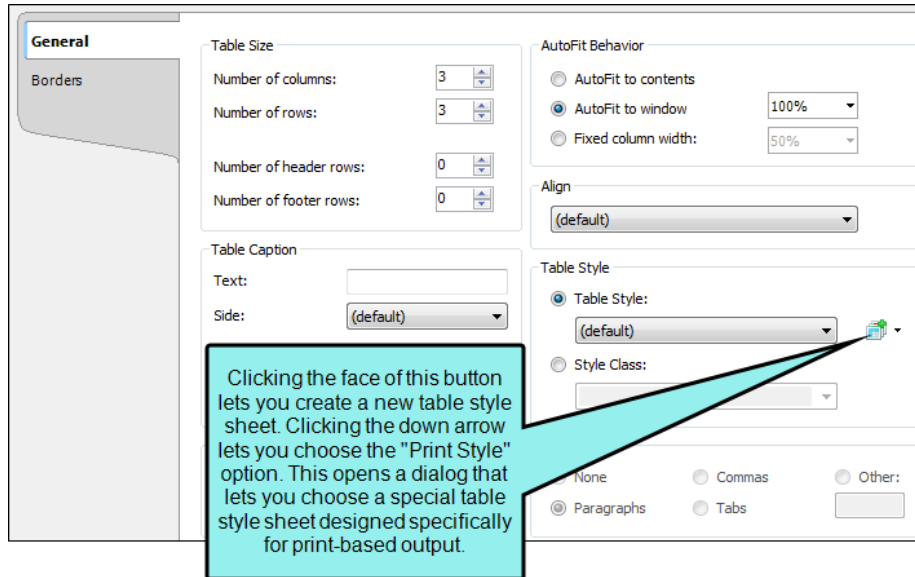 General
Borders
Table Size
Number of columns:
3
Number of rows:
3
Number of header rows:
0
Number of footer rows:
0
Table Caption
Text:
Side:
(default)
AutoFit Behavior
AutoFit to contents
AutoFit to window
100%
Fixed column width:
50%
Align
(default)
Table Style
Table Style:
(default)
Style Class:
None
Commas
Other:
Paragraphs
Tabs
Clicking the face of this button
lets you create a new table style
sheet. Clicking the down arrow
lets you choose the "Print Style"
option. This opens a dialog that
lets you choose a special table
style sheet designed specifically
for print-based output.